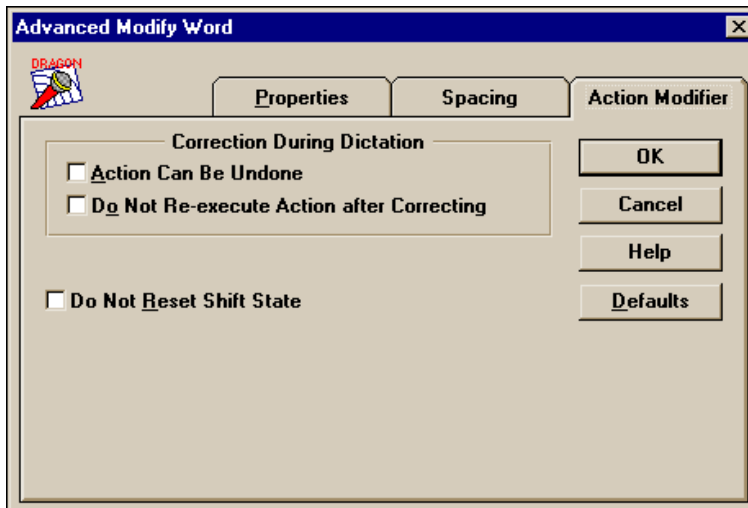 Advanced Modify Word
DRAGON
Properties
Spacing
Action Modifier
Correction During Dictation
Action Can Be Undone
Do Not Re-execute Action after Correcting
Do Not Reset Shift State
OK
Cancel
Help
Defaults